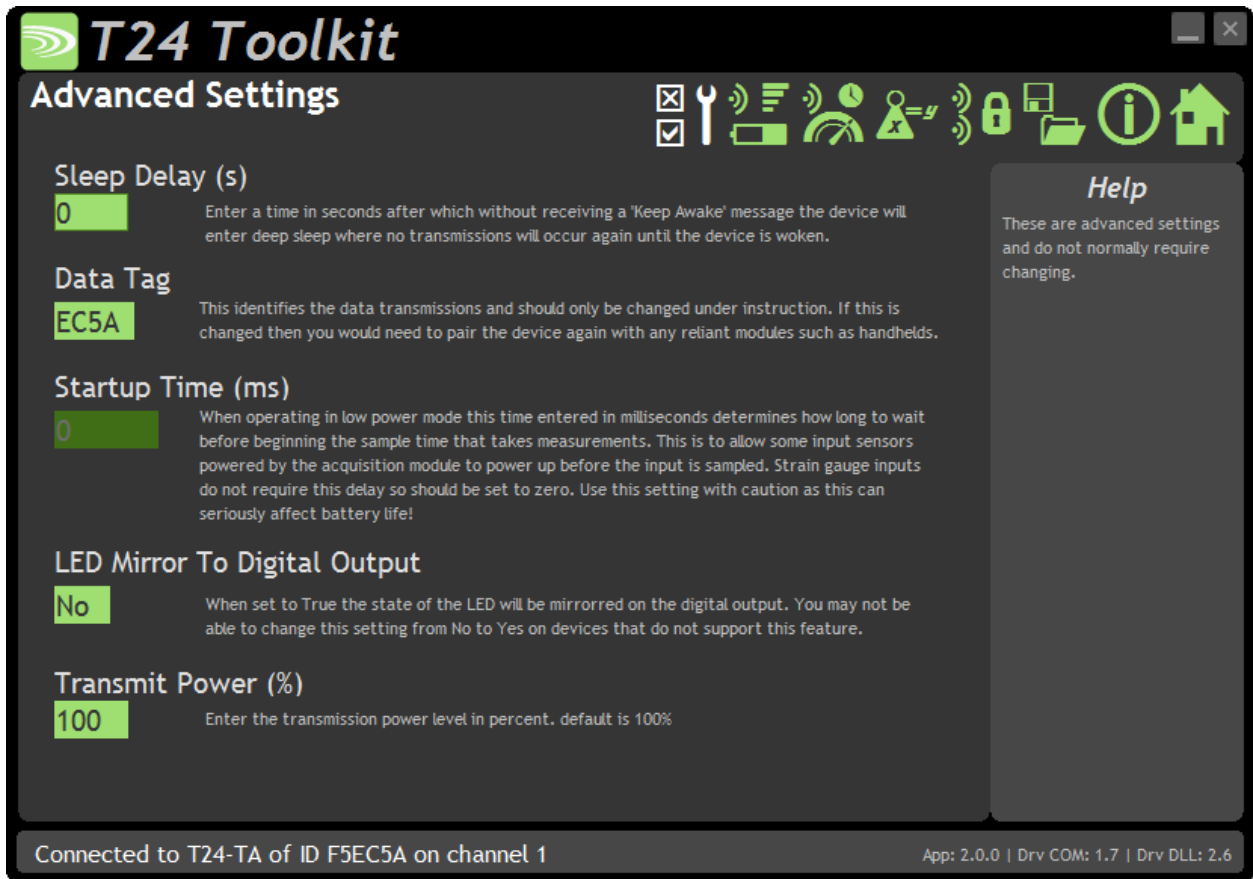 T24 Toolkit
Advanced Settings
x =y
i
Sleep Delay (s)
0
Enter a time in seconds after which without receiving a 'Keep Awake' message the device will
enter deep sleep where no transmissions will occur again until the device is woken.
Data Tag
EC5A
This identifies the data transmissions and should only be changed under instruction. If this is
changed then you would need to pair the device again with any reliant modules such as handhelds.
Startup Time (ms)
0
When operating in low power mode this time entered in milliseconds determines how long to wait
before beginning the sample time that takes measurements. This is to allow some input sensors
powered by the acquisition module to power up before the input is sampled. Strain gauge inputs
do not require this delay so should be set to zero. Use this setting with caution as this can
seriously affect battery life!
LED Mirror To Digital Output
No
When set to True the state of the LED will be mirrorred on the digital output. You may not be
able to change this setting from No to Yes on devices that do not support this feature.
Transmit Power (%)
100
Enter the transmission power level in percent. default is 100%
Help
These are advanced settings
and do not normally require
changing.
Connected to T24-TA of ID F5EC5A on channel 1
App: 2.0.0 | Drv COM: 1.7 | Drv DLL: 2.6